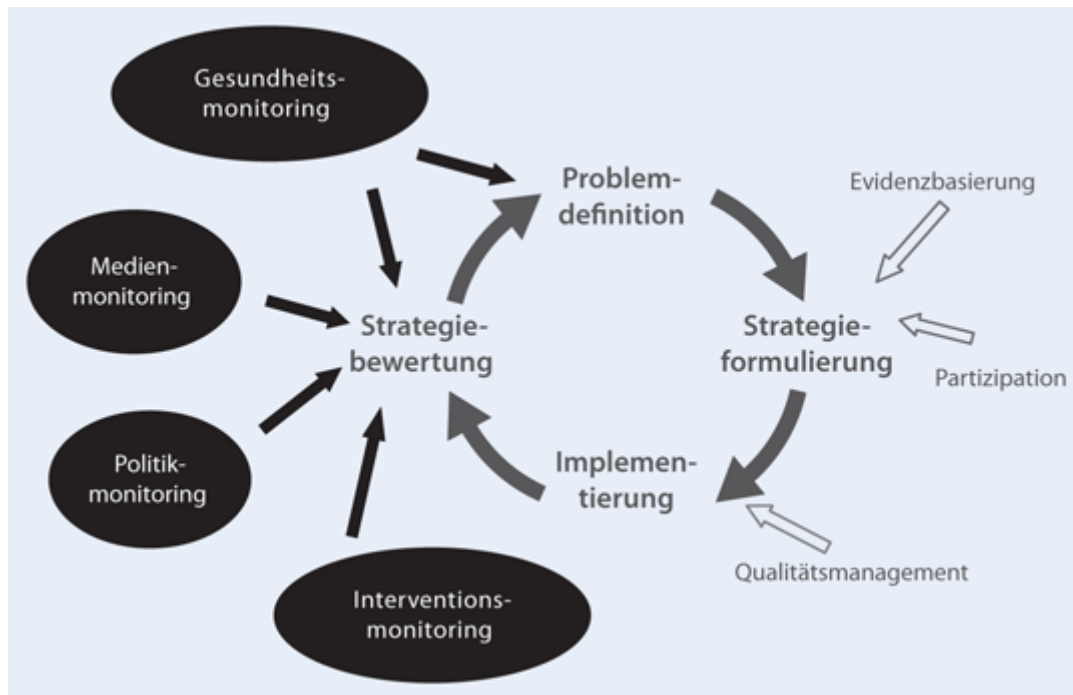 Gesundheits-
monitoring
Problem-
definition
Evidenzbasierung
Medien-
monitoring
Strategie-
bewertung
Strategie-
formulierung
Partizipation
Politik-
monitoring
Implemen-
tierung
Qualitätsmanagement
Interventions-
monitoring